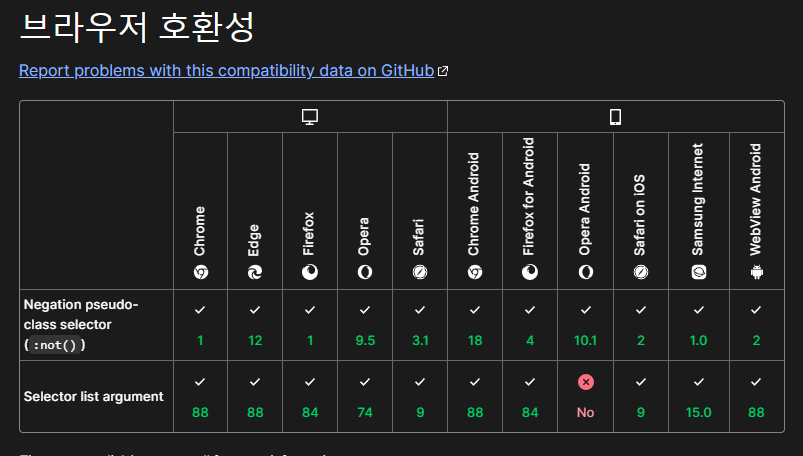 브라우저 호환성
Report problems with this compatibility data on GitHub
Chrome
Edge
Firefox
Opera
Safari
Chrome Android
Firefox for Android
Opera Android
Safari on iOS
Samsung Internet
WebView Android
Negation pseudo-
class selector
(:not())
1
12
1
9.5
3.1
18
4
10.1
2
1.0
2
Selector list argument
88
88
84
74
9
88
84
No
9
15.0
88